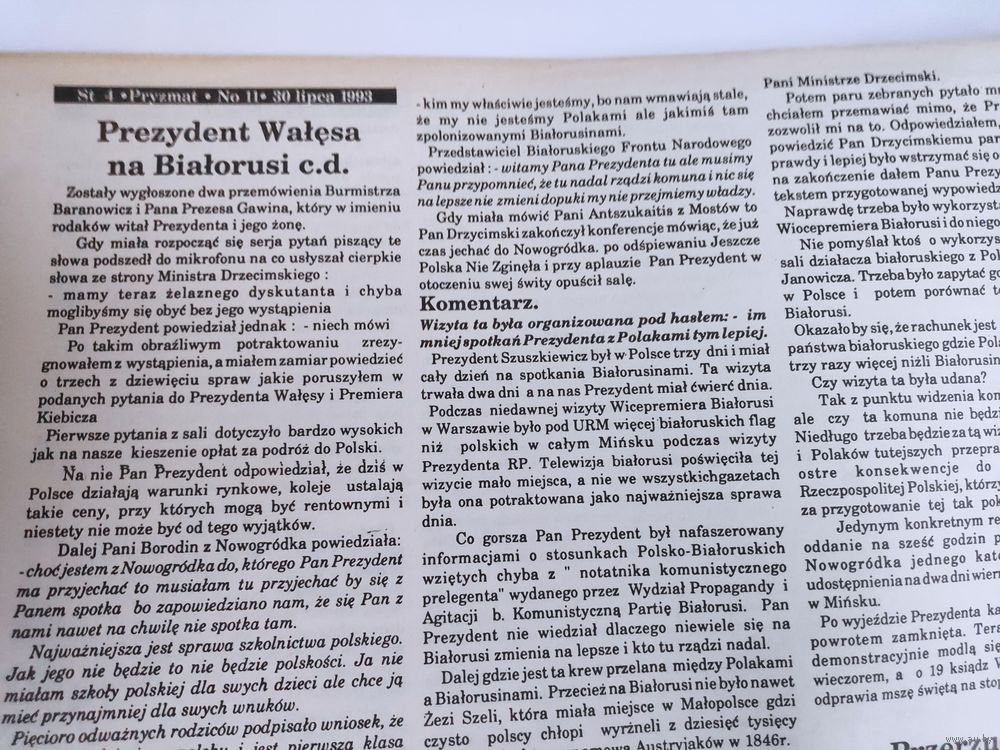 St 4 • Pryzmat • No 11 • 30 lipca 1993
Prezydent Wałęsa
na Białorusi c.d.
Zostały wygłoszone dwa przemówienia Burmistrza
Baranowicz i Pana Prezesa Gawina, który w imieniu
rodaków witał Prezydenta i jego żonę.
Gdy miała rozpocząć się serja pytań piszący te
słowa podszedł do mikrofonu na co usłyszał cierpkie
słowa ze strony Ministra Drzecimskiego :
- mamy teraz żelaznego dyskutanta i chyba
moglibyśmy się obyć bez jego wystąpienia
Pan Prezydent powiedział jednak : - niech mówi
Po takim obraźliwym potraktowaniu zrezy-
gnowałem z wystąpienia, a miałem zamiar powiedzieć
o trzech z dziewięciu spraw jakie poruszyłem w
podanych pytania do Prezydenta Wałęsy i Premiera
Kiebicza
Pierwsze pytania z sali dotyczyło bardzo wysokich
jak na nasze kieszenie opłat za podróż do Polski.
Na nie Pan Prezydent odpowiedział, że dziś w
Polsce działają warunki rynkowe, koleje ustalają
takie ceny, przy których mogą być rentownymi i
niestety nie może być od tego wyjątków.
Dalej Pani Borodin z Nowogródka powiedziała:
-choć jestem z Nowogródka do, którego Pan Prezydent
ma przyjechać to musiałam tu przyjechać by się z
Panem spotka bo zapowiedziano nam, że się Pan z
nami nawet na chwilę nie spotka tam.
Najważniejsza jest sprawa szkolnictwa polskiego.
Jak jego nie będzie to nie będzie polskości. Ja nie
miałam szkoły polskiej dla swych dzieci ale chce ją
mieć przynajmniej dla swych wnuków.
Pięcioro odważnych rodziców podpisało wniosek, że
i jest pierwsza klasa
- kim my właściwie jesteśmy, bo nam wmawiają stale,
że my nie jesteśmy Polakami ale jakimiś tam
zpolonizowanymi Białorusinami.
Przedstawiciel Białoruskiego Frontu Narodowego
powiedział : - witamy Pana Prezydenta tu ale musimy
Panu przypomnieć, że tu nadal rządzi komuna i nic się
na lepsze nie zmieni dopuki my nie przejmiemy władzy.
Gdy miała mówić Pani Antszukaitis z Mostów to
Pan Drzycimski zakończył konferencje mówiąc, że już
czas jechać do Nowogródka. po odśpiewaniu Jeszcze
Polska Nie Zginęła i przy aplauzie Pan Prezydent w
otoczeniu swej świty opuścił salę.
Komentarz.
Wizyta ta była organizowana pod hasłem: - im
mniej spotkań Prezydenta z Polakami tym lepiej.
Prezydent Szuszkiewicz był w Polsce trzy dni i miał
cały dzień na spotkania Białorusinami. Ta wizyta
trwała dwa dni a na nas Prezydent miał ćwierć dnia.
Podczas niedawnej wizyty Wicepremiera Białorusi
w Warszawie było pod URM więcej białoruskich flag
niż polskich w całym Mińsku podczas wizyty
Prezydenta RP. Telewizja białorusi poświęciła tej
wizycie mało miejsca, a nie we wszystkichgazetach
była ona potraktowana jako najważniejsza sprawa
dnia.
Co gorsza Pan Prezydent był nafaszerowany
informacjami o stosunkach Polsko-Białoruskich
wziętych chyba z " notatnika komunistycznego
prelegenta" wydanego przez Wydział Propagandy i
Agitacji b. Komunistyczną Partię Białorusi. Pan
Prezydent nie wiedział dlaczego niewiele się na
Białorusi zmienia na lepsze i kto tu rządzi nadal.
Dalej gdzie jest ta krew przelana między Polakami
a Białorusinami. Przecież na Białorusi nie było nawet
Żezi Szeli, która miała miejsce w Małopolsce gdzi
czysto polscy chłopi wyrżneli z dziesięć tysięcy
Austryjaków w 1846r.
Pani Ministrze Drzecimski.
Potem paru zebranych pytało
chciałem przemawiać mimo, że Pr
zozwolił mi na to. Odpowiedziałem,
powiedzić Pan Drzycimskiemu par
prawdy i lepiej było wstrzymać się o
na zakończenie dałem Panu Prezy
tekstem przygotowanej wypowied
Naprawdę trzeba było wykorzyst
Wiocepremiera Białorusi i do niego
Nie pomyślał ktoś o wykorzys
sali działacza białoruskiego z Pol
Janowicza. Trzeba było zapytać go
w Polsce i potem porównać t
Białorusi.
Okazało by się, że rachunek jest
państwa białoruskiego gdzie Pola
trzy razy więcej niżli Białorusin
Czy wizyta ta była udana?
Tak z punktu widzenia kom
ale czy ta komuna nie będzi
Niedługo trzeba będzie za tą wiz
i Polaków tutejszych przepra
ostre konsekwencje do
Rzeczpospolitej Polskiej, którzy
za przygotowanie tej tak pok
Jedynym konkretnym re
oddanie na sześć godzin p
Nowogródka jednego kato
udostępnienia na dwa dni wiern
w Mińsku.
Po wyjeździe Prezydenta ka
powrotem zamknięta. Tera
demonstracyjnie modlą się
wieczorem, a o 19 ksiądz
odprawia mszę świętą na stop